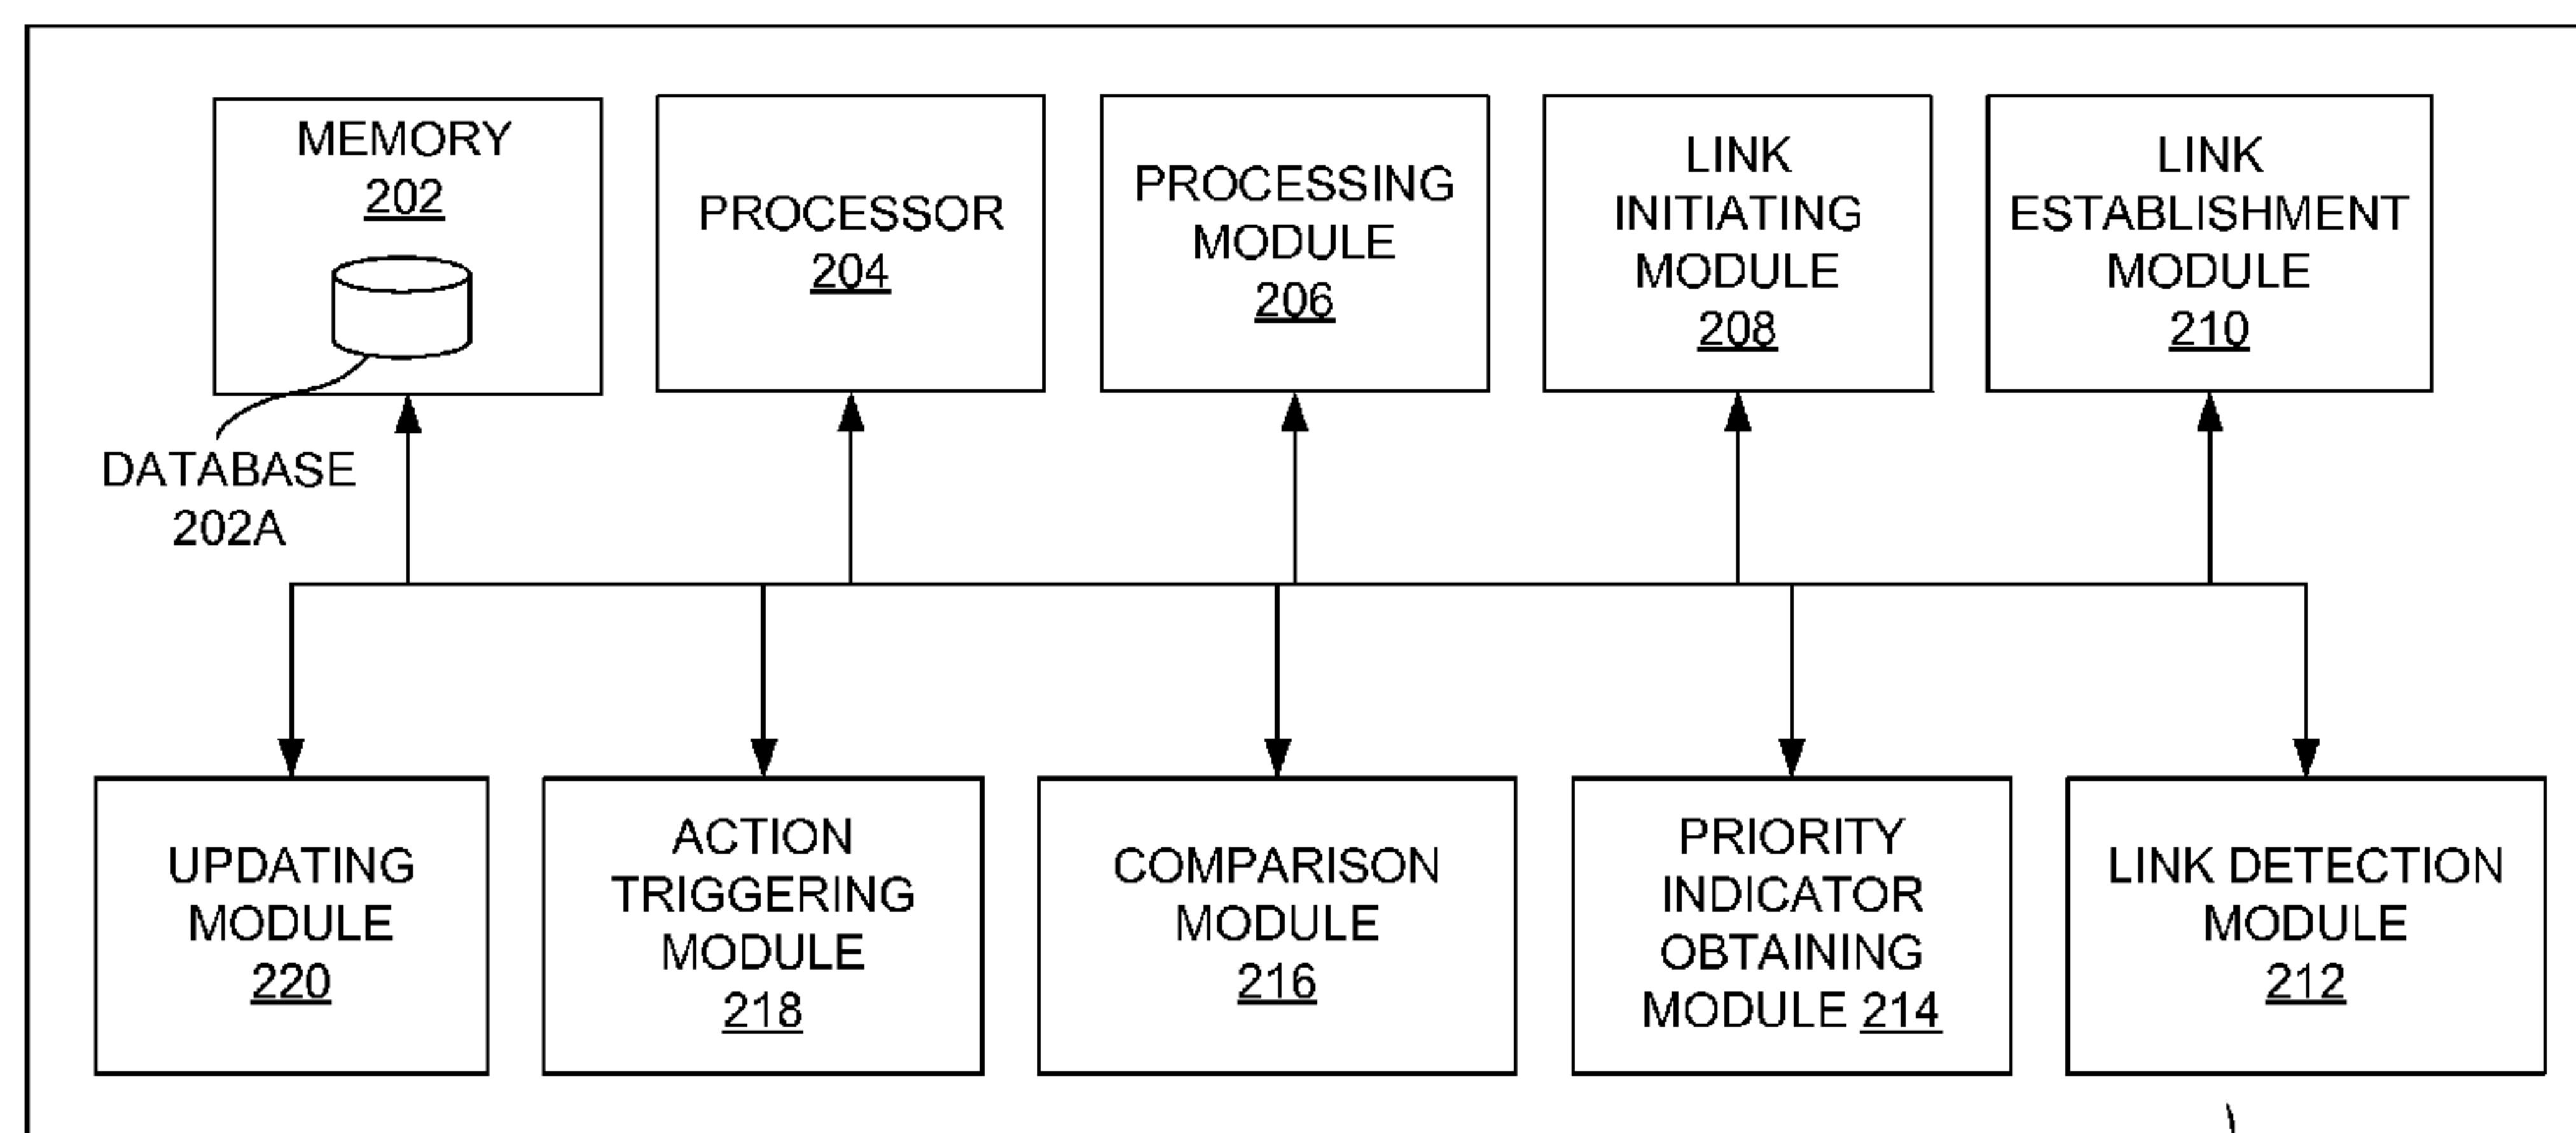 MEMORY
202
DATABASE
202A
PROCESSOR
204
PROCESSING
MODULE
206
LINK
INITIATING
MODULE
208
LINK
ESTABLISHMENT
MODULE
210
UPDATING
MODULE
220
ACTION
TRIGGERING
MODULE
218
COMPARISON
MODULE
216
PRIORITY
INDICATOR
OBTAINING
MODULE 214
LINK DETECTION
MODULE
212